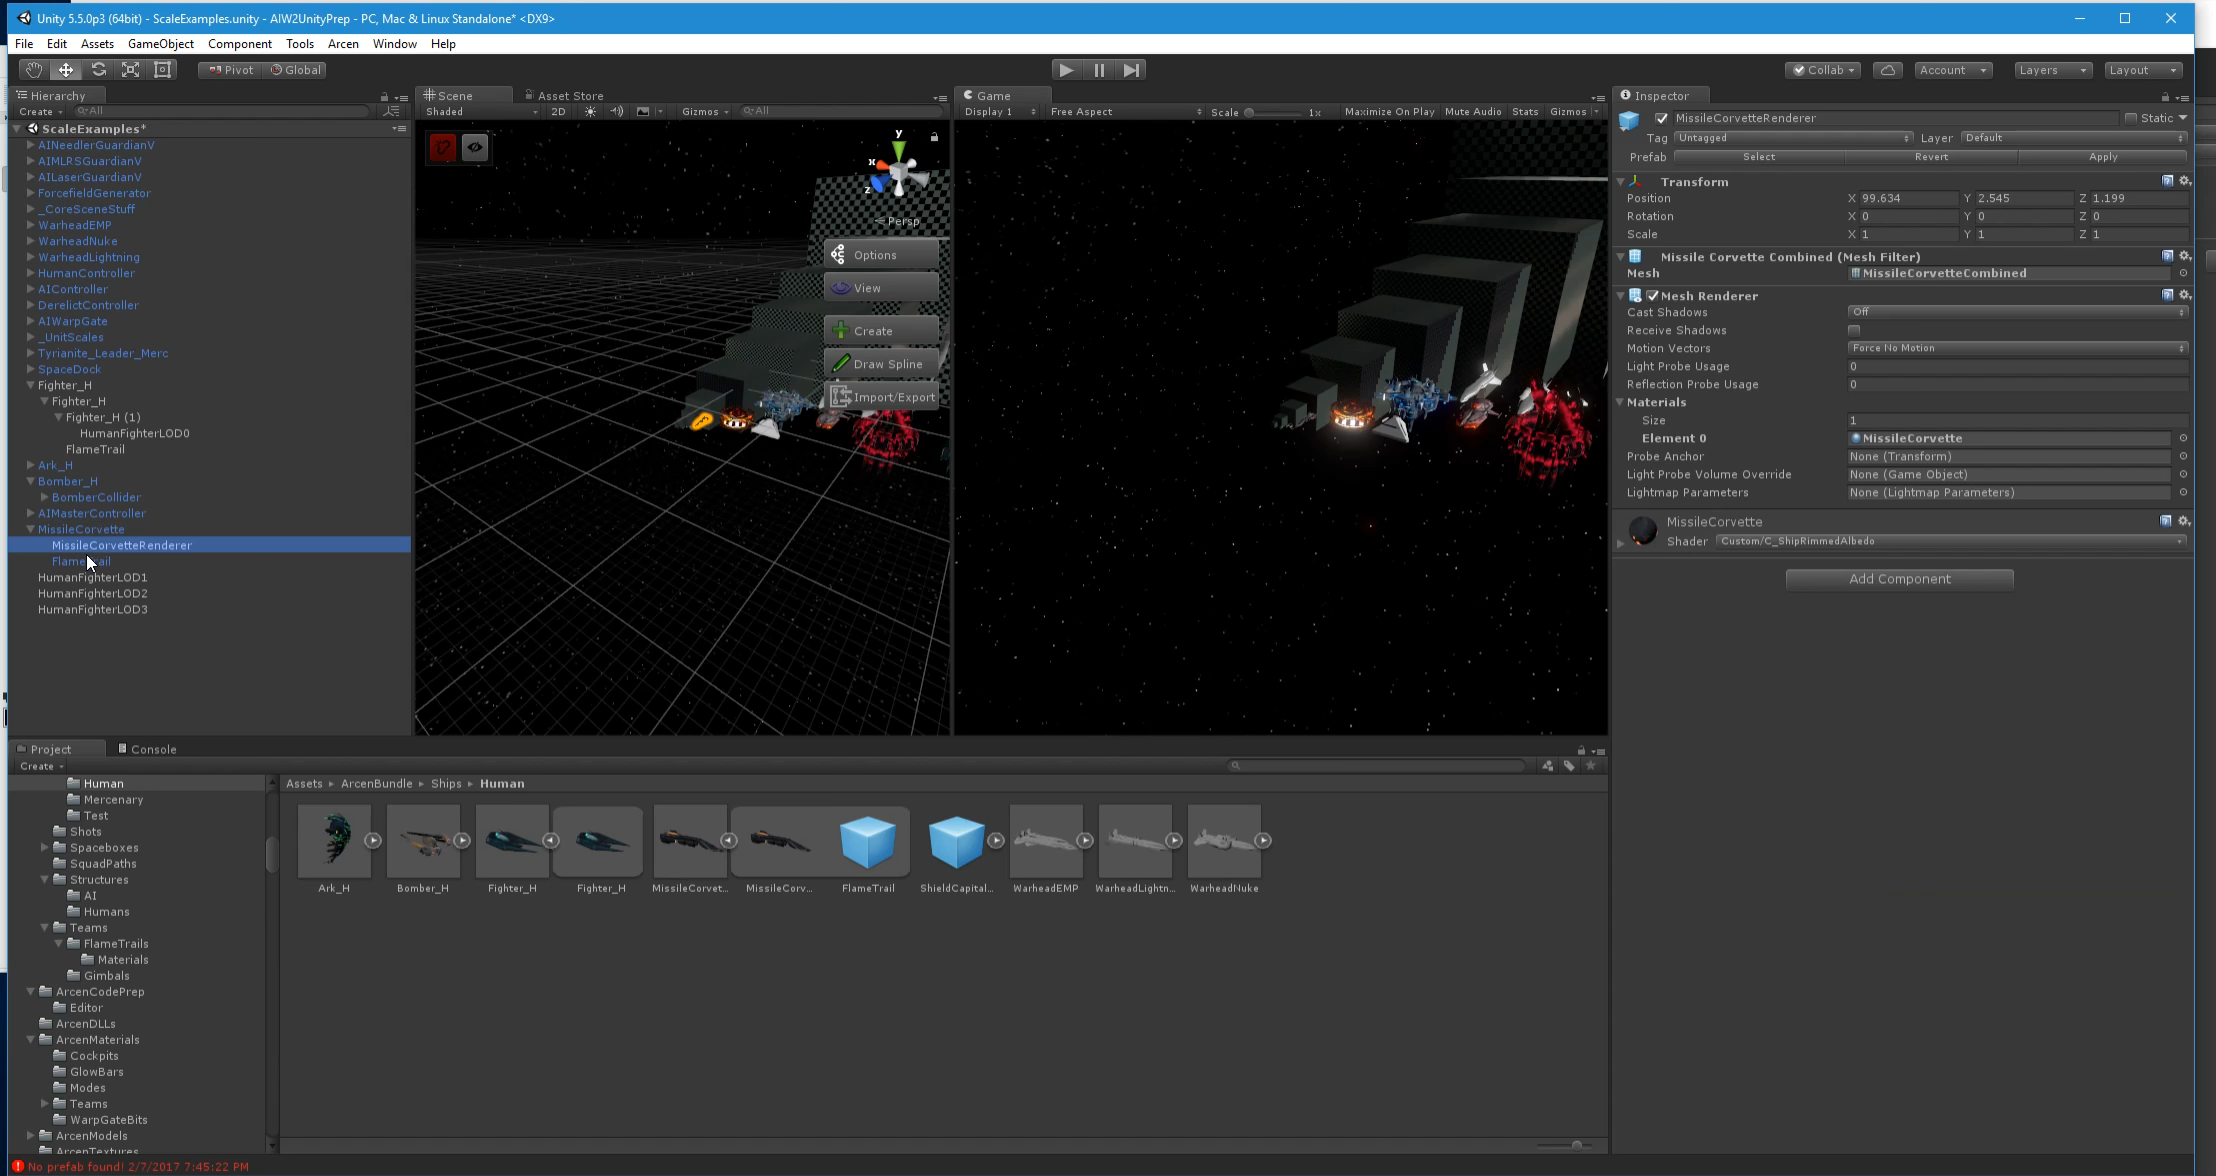 Unity 5.5.0p3 (64bit) - ScaleExamples.unity - AIW2UnityPrep - PC, Mac & Linux Standalone* <DX9>
File Edit Assets GameObject Component Tools Arcen Window Help
Pivot Global Collab Account Layers Layout
Hierarchy
Create All
ScaleExamples*
AINeedlerGuardianV
AIMLRSGuardianV
AILaserGuardianV
ForcefieldGenerator
_CoreSceneStuff
WarheadEMP
WarheadNuke
WarheadLightning
HumanController
AIController
DerelictController
AIWarpGate
_UnitScales
Tyrianite_Leader_Merc
SpaceDock
Fighter_H
Fighter_H
Fighter_H (1)
HumanFighterLOD0
FlameTrail
Ark_H
Bomber_H
BomberCollider
AIMasterController
MissileCorvette
MissileCorvetteRenderer
HumanFighterLOD1
HumanFighterLOD2
HumanFighterLOD3
Scene Asset Store
Shaded 2D Gizmos All
y
x
z
Persp
Options
View
Create
Draw Spline
Import/Export
Game
Display 1 Free Aspect Scale 1x Maximize On Play Mute Audio Stats Gizmos
Inspector
MissileCorvetteRenderer Static
Tag Untagged Layer Default
Prefab Select Revert Apply
Transform
Position X 99.634 Y 2.545 Z 1.199
Rotation X 0 Y 0 Z 0
Scale X 1 Y 1 Z 1
Missile Corvette Combined (Mesh Filter)
Mesh MissileCorvetteCombined
Mesh Renderer
Cast Shadows Off
Receive Shadows
Motion Vectors Force No Motion
Light Probe Usage 0
Reflection Probe Usage 0
Materials
Size 1
Element 0 MissileCorvette
Probe Anchor None (Transform)
Light Probe Volume Override None (Game Object)
Lightmap Parameters None (Lightmap Parameters)
MissileCorvette
Shader Custom/C_ShipRimmedAlbedo
Add Component
Project Console
Create
Human
Mercenary
Test
Shots
Spaceboxes
SquadPaths
Structures
AI
Humans
Teams
FlameTrails
Materials
Gimbals
ArcenCodePrep
Editor
ArcenDLLs
ArcenMaterials
Cockpits
GlowBars
Modes
Teams
WarpGateBits
ArcenModels
ArcenTextures
Assets ArcenBundle Ships Human
Ark_H Bomber_H Fighter_H Fighter_H MissileCorvet... MissileCorv... FlameTrail ShieldCapital... WarheadEMP WarheadLightn... WarheadNuke
No prefab found! 2/7/2017 7:45:22 PM